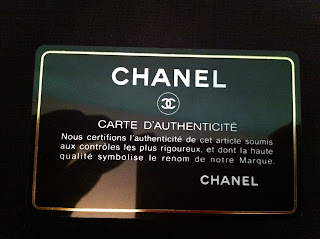 CHANEL
CARTE D'AUTHENTICITÉ
Nous certifions l'authenticité de cet article soumis
aux contrôles les plus rigoureux, et dont la haute
qualité symbolise le renom de notre Marque.
CHANEL